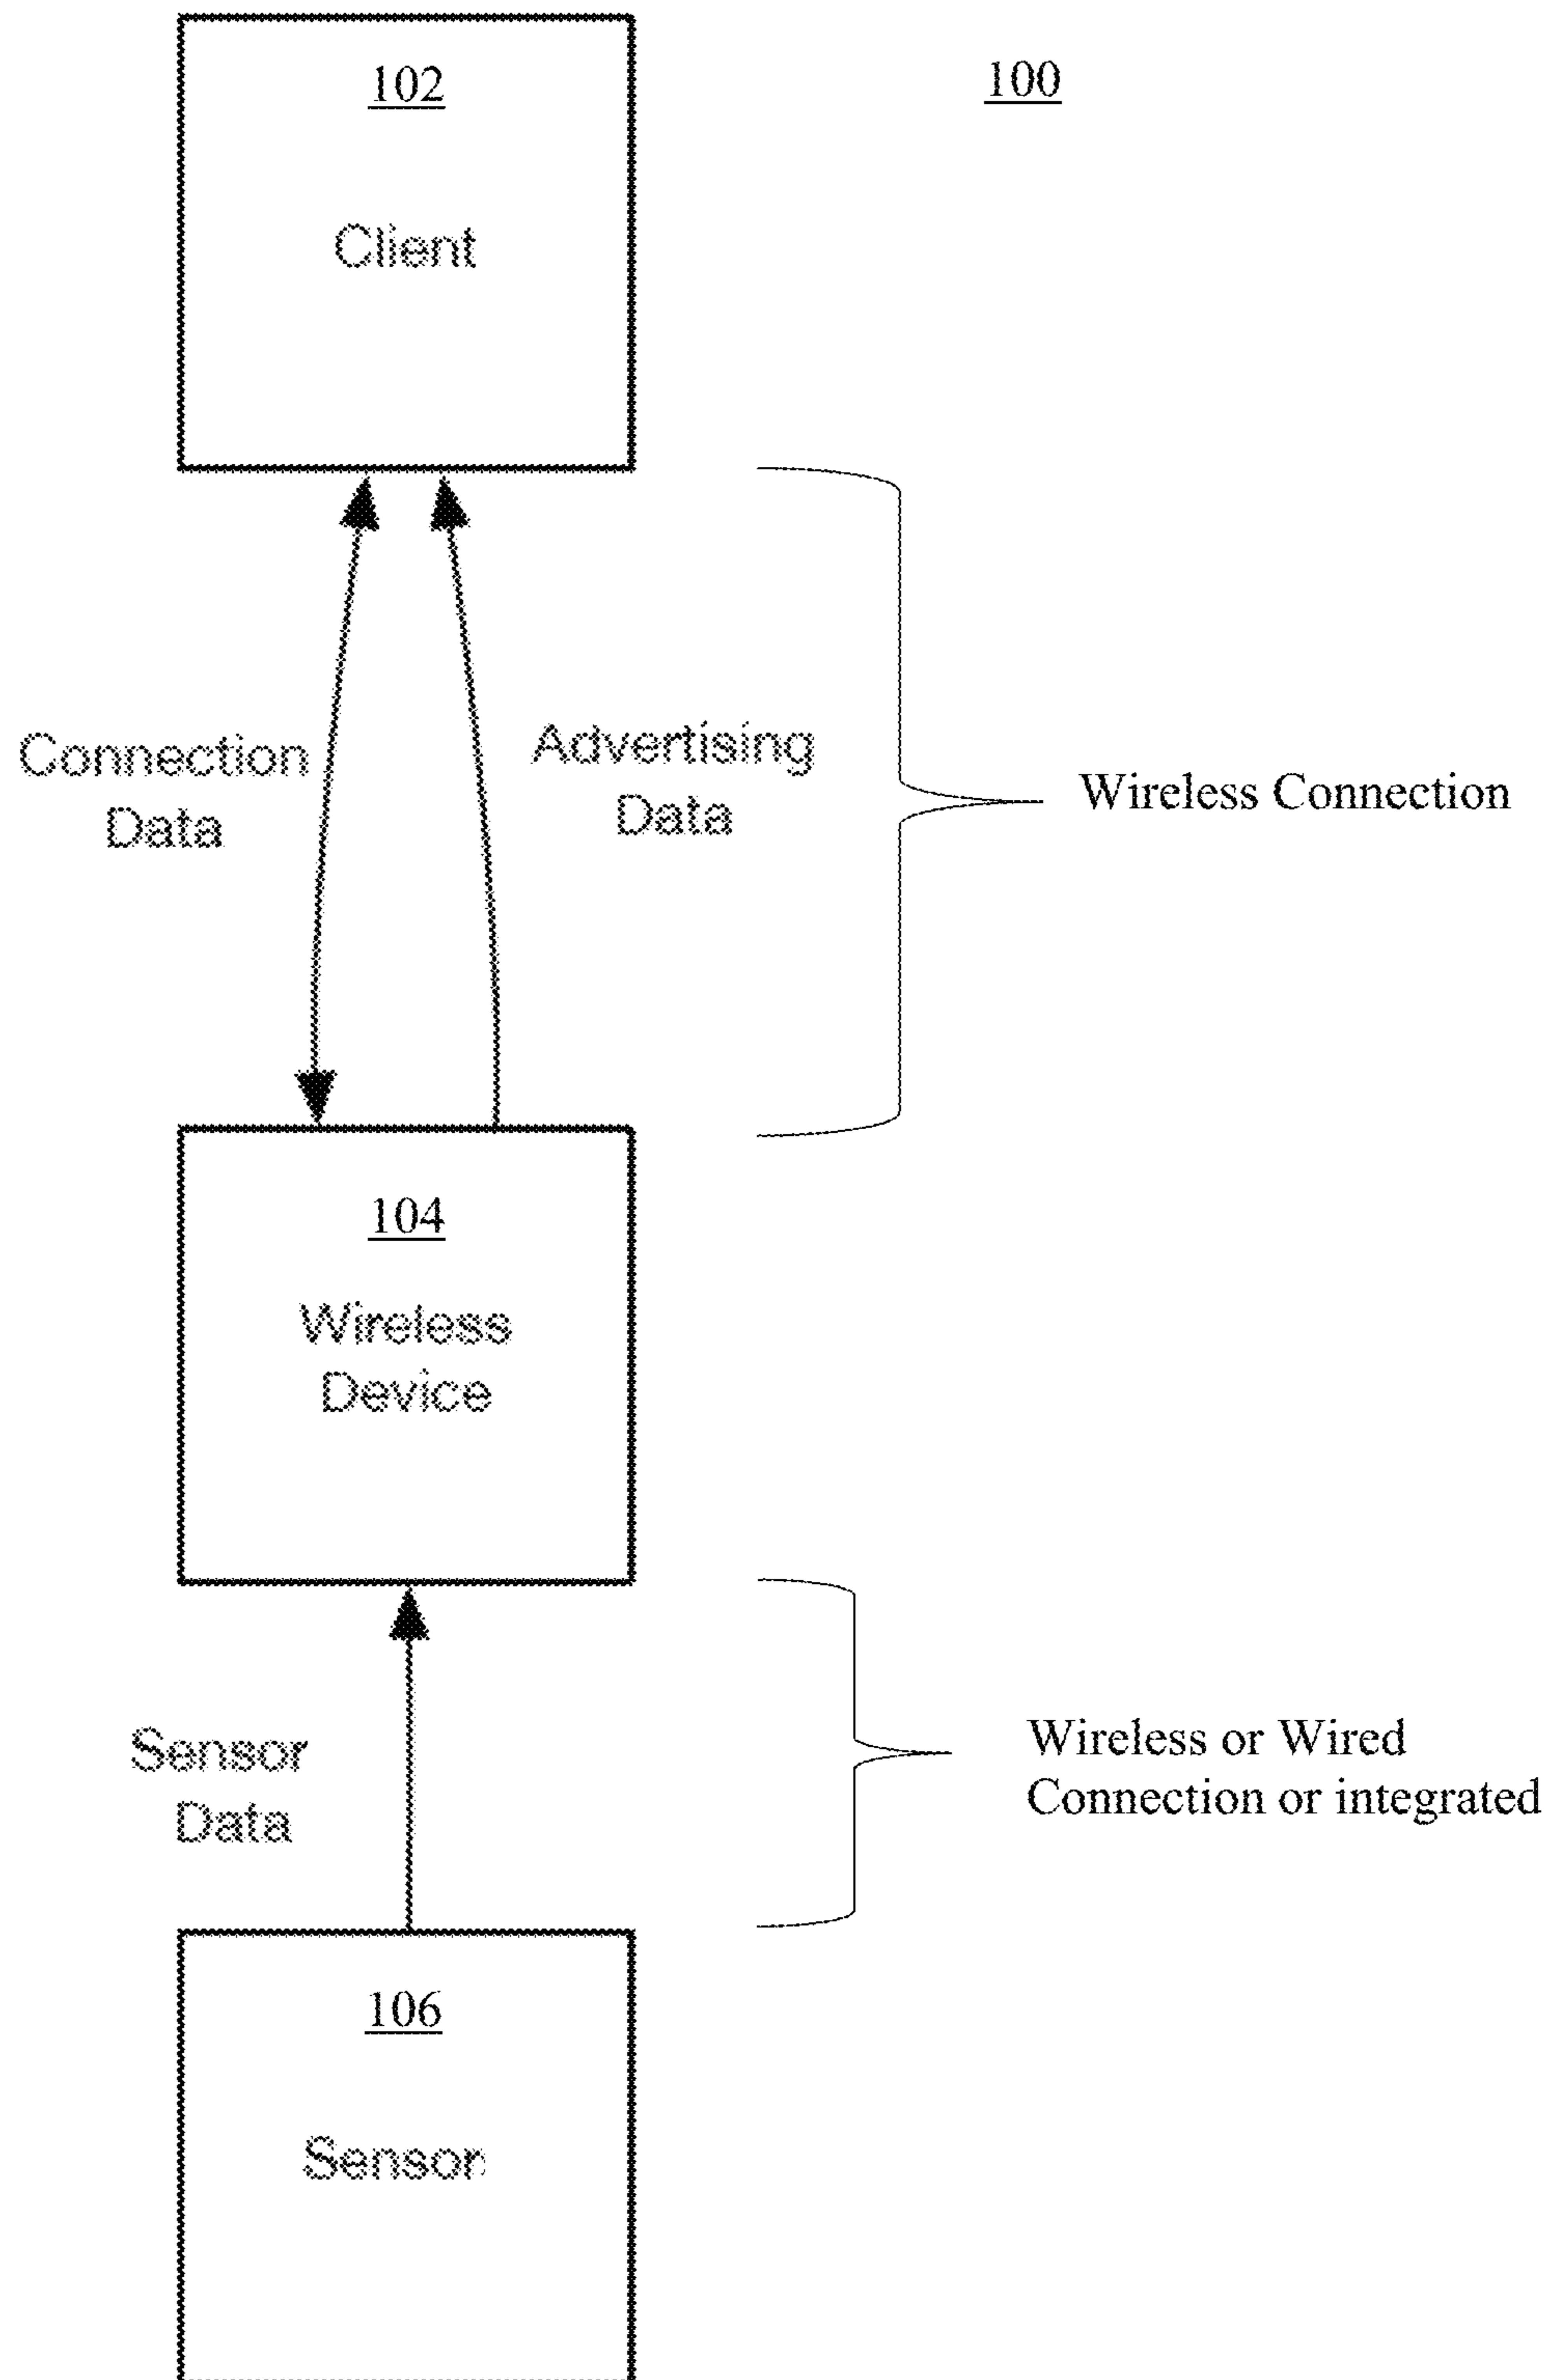 102
100
Client
Connection
Data
Advertising
Data
Wireless Connection
104
Wireless
Device
Sensor
Data
Wireless or Wired
Connection or integrated
106
Sensor